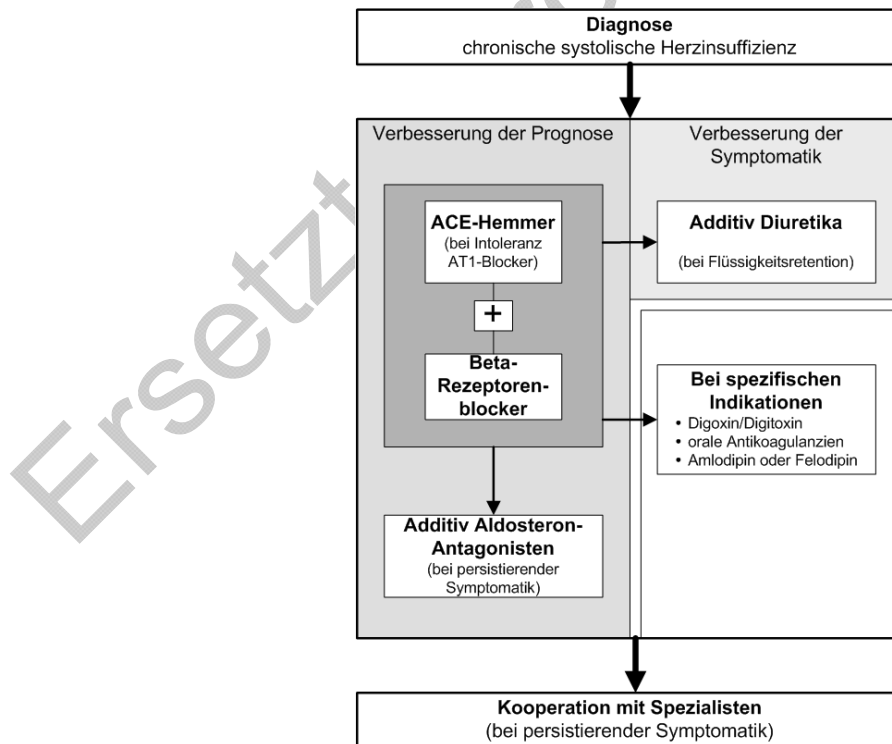 Diagnose
chronische systolische Herzinsuffizienz
Verbesserung der Prognose
ACE-Hemmer
(bei Intoleranz
AT1-Blocker)
+
Beta-
Rezeptoren-
blocker
Additiv Aldosteron-
Antagonisten
(bei persistierender
Symptomatik)
Verbesserung der
Symptomatik
Additiv Diuretika
(bei Flüssigkeitsretention)
Bei spezifischen
Indikationen
• Digoxin/Digitoxin
• orale Antikoagulanzien
• Amlodipin oder Felodipin
Kooperation mit Spezialisten
(bei persistierender Symptomatik)
Ersetzt